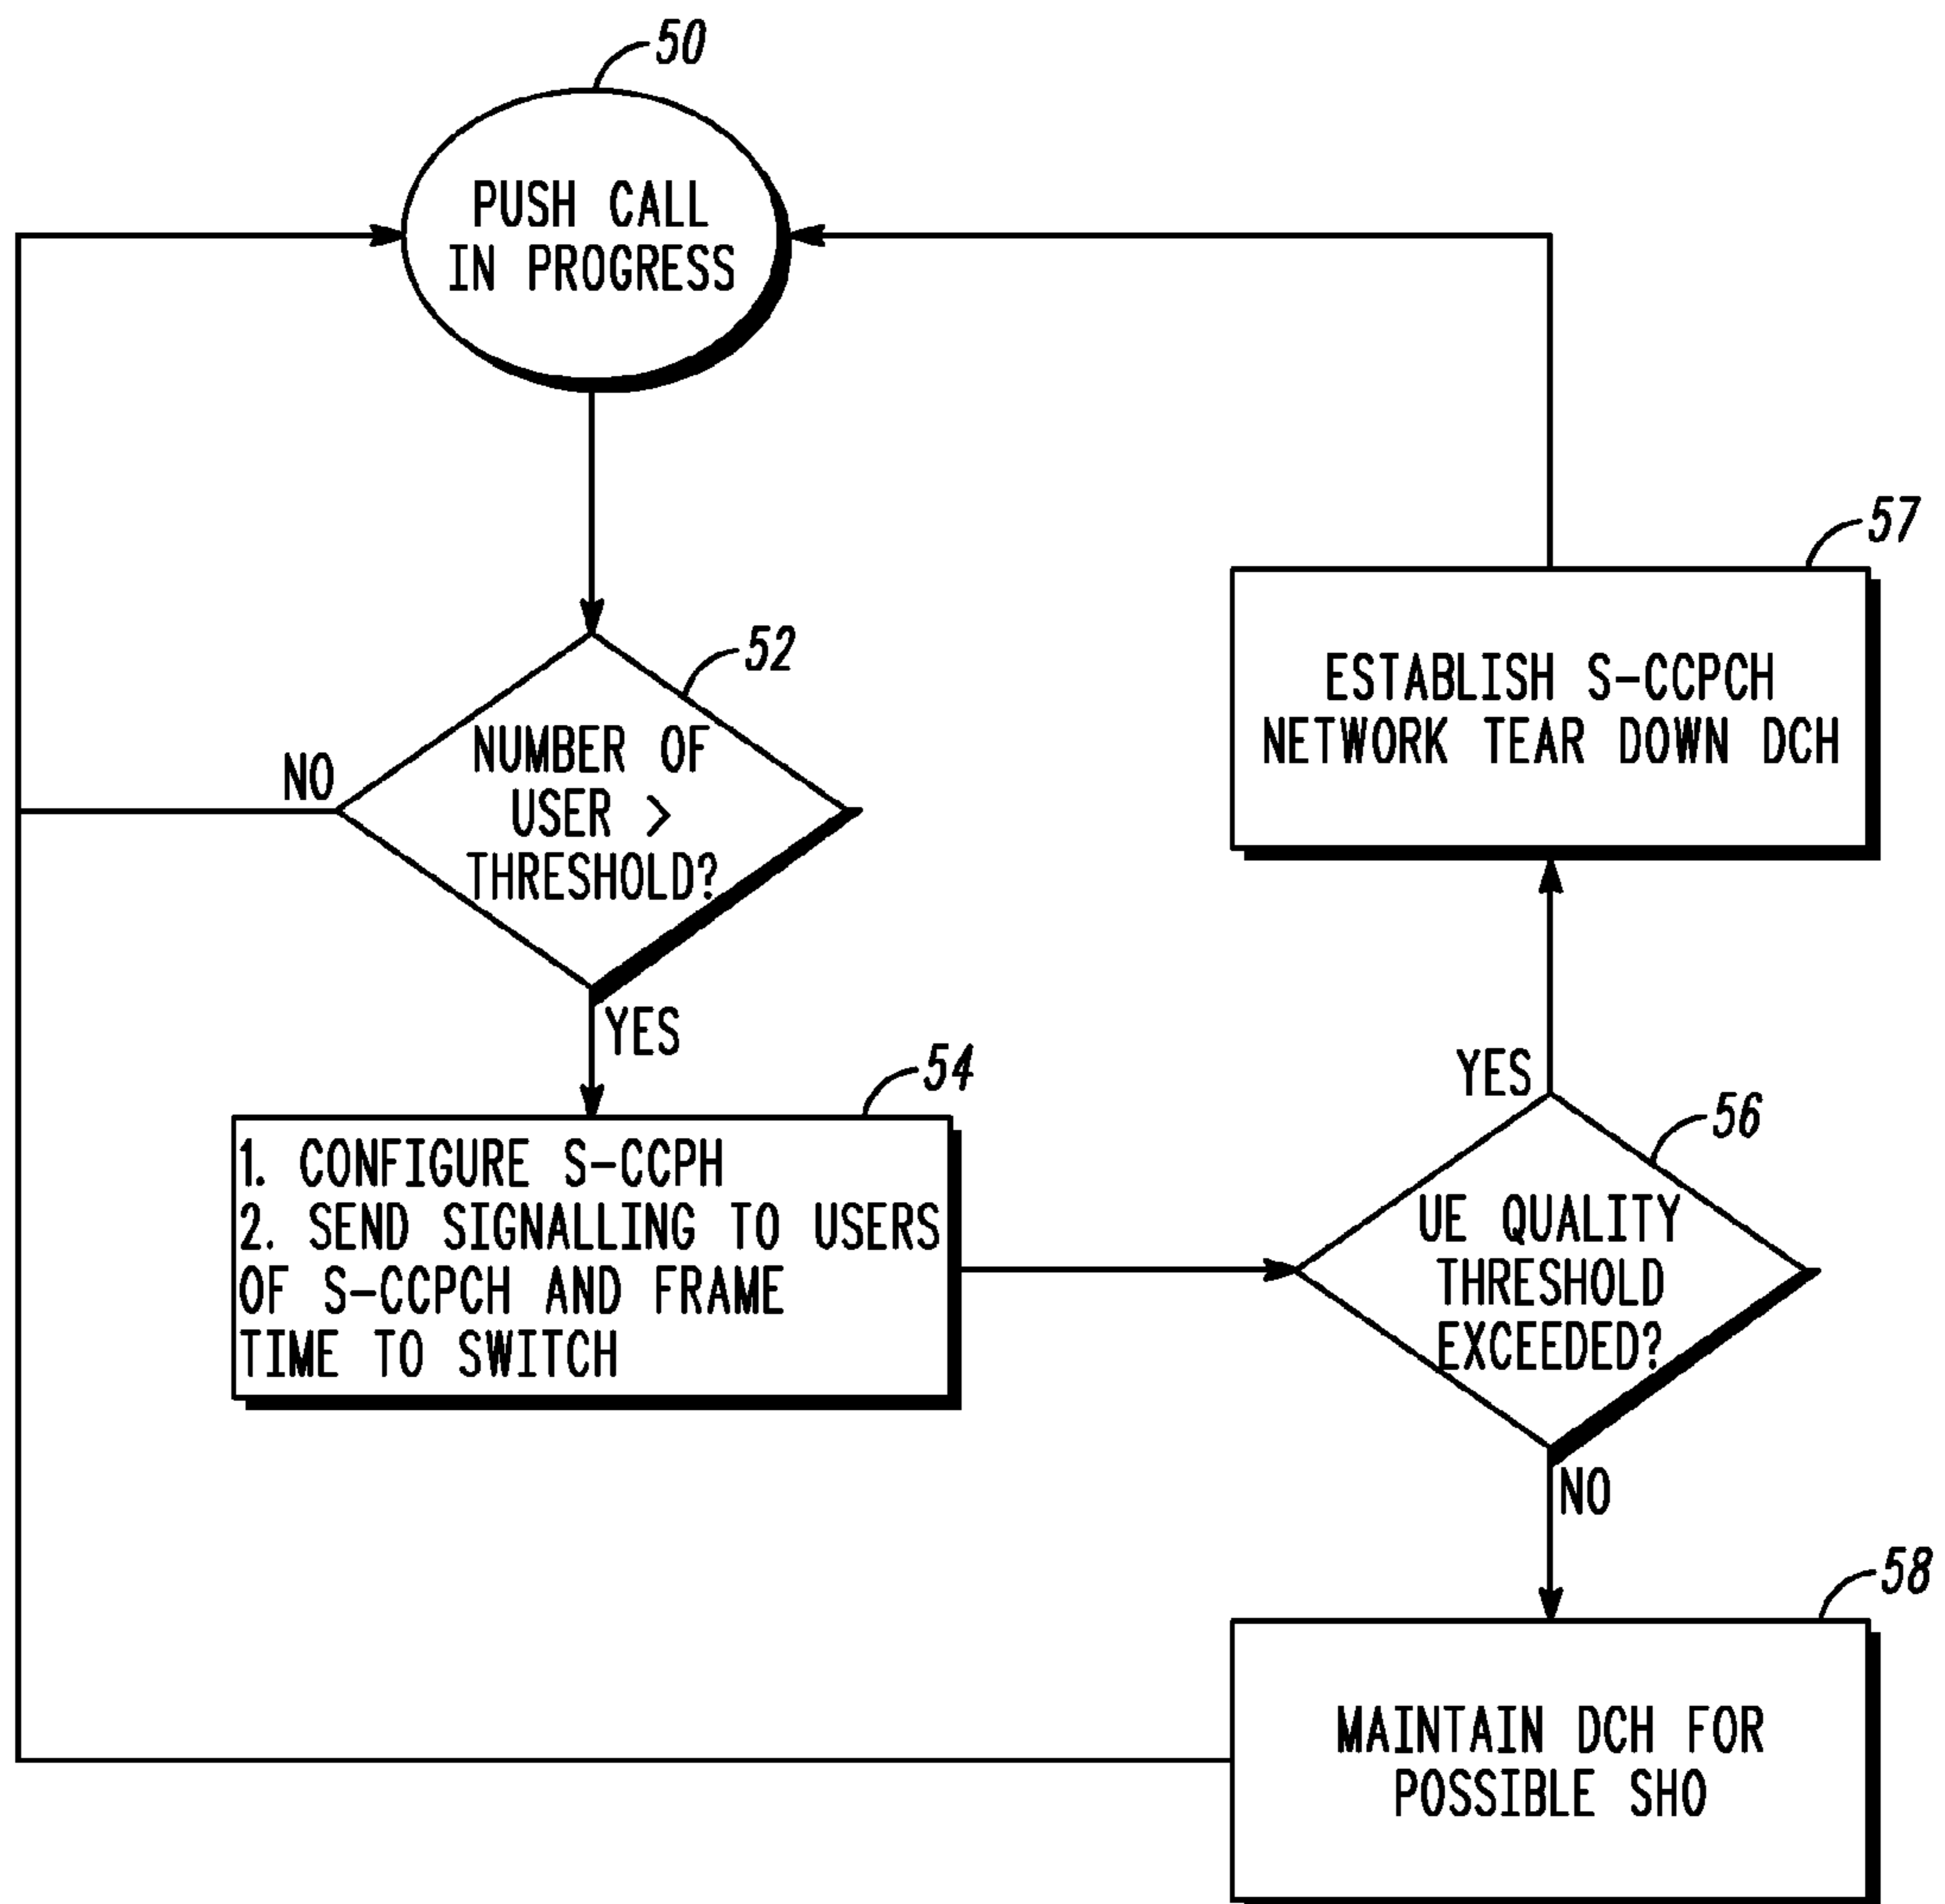 50
PUSH CALL
IN PROGRESS
52
NUMBER OF
USER >
THRESHOLD?
NO
YES
54
1. CONFIGURE S-CCPH
2. SEND SIGNALLING TO USERS
OF S-CCPCH AND FRAME
TIME TO SWITCH
57
ESTABLISH S-CCPCH
NETWORK TEAR DOWN DCH
YES
56
UE QUALITY
THRESHOLD
EXCEEDED?
NO
58
MAINTAIN DCH FOR
POSSIBLE SHO